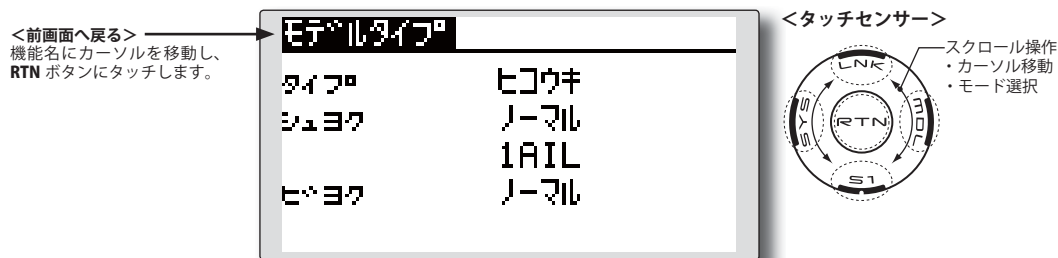 <前画面へ戻る>
機能名にカーソルを移動し、
RTN ボタンにタッチします。
モデルタイプ
タイプ ヒコウキ
シュヨク ノーマル
1AIL
ビヨク ノーマル
<タッチセンサー>
スクロール操作
・カーソル移動
・モード選択
LNK
SYS
RTN
MDL
S1